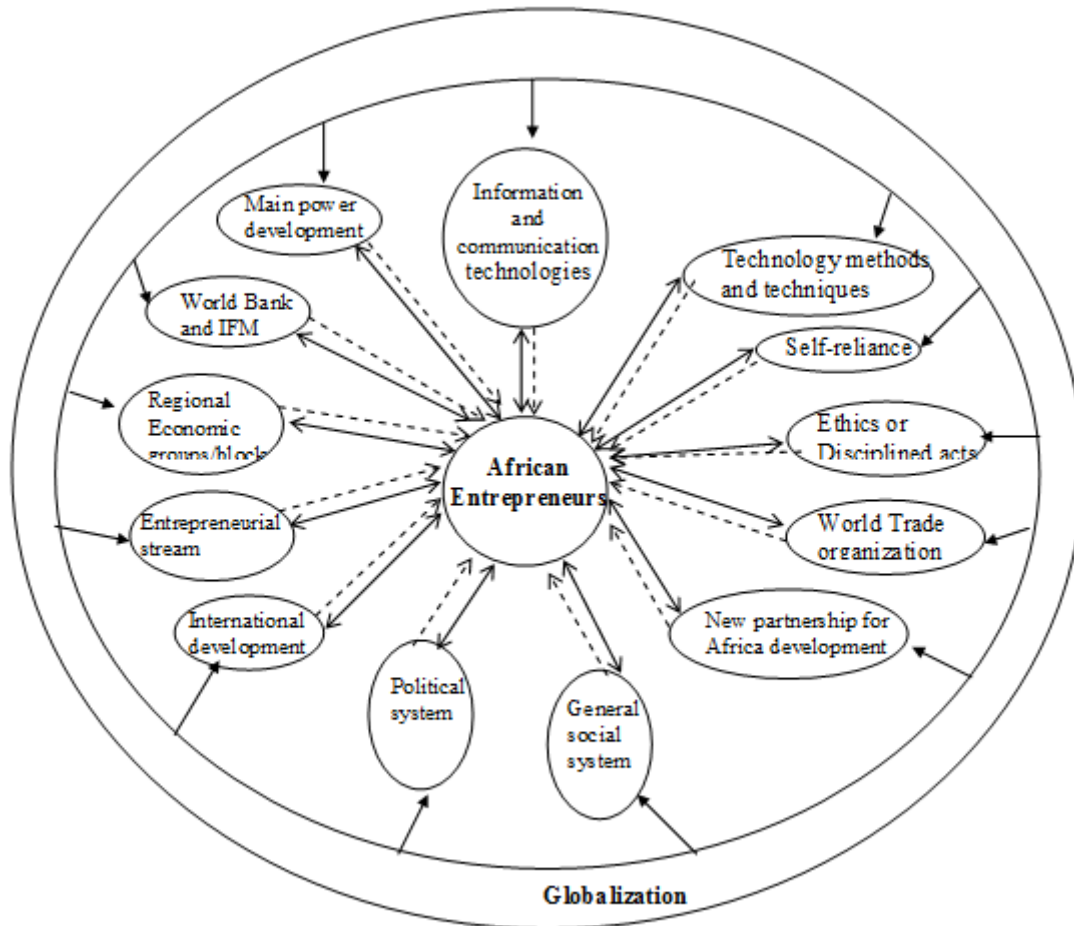 Information
and
communication
technologies
Main power
development
Technology methods
and techniques
World Bank
and IFM
Self-reliance
Regional
Economic
groups/block
Ethics or
Disciplined acts
African
Entrepreneurs
Entrepreneurial
stream
World Trade
organization
International
development
New partnership for
Africa development
Political
system
General
social
system
Globalization